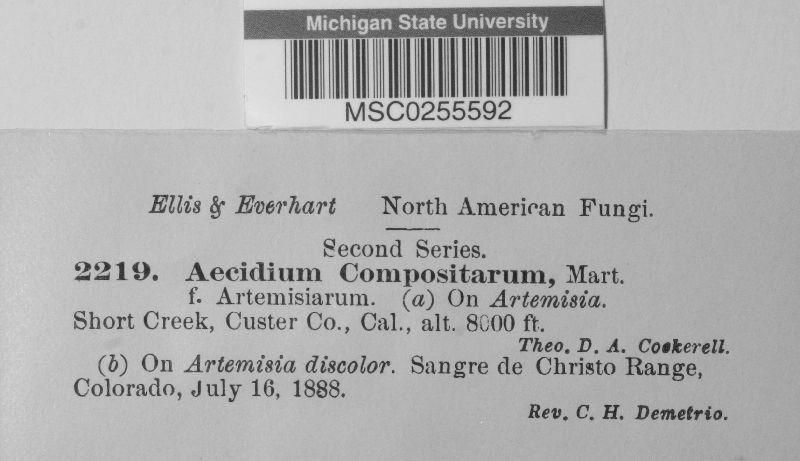 Michigan State University
MSC0255592
Ellis & Everhart North American Fungi.
Second Series.
2219. Aecidium Compositarum, Mart.
f. Artemisiarum. (a) On Artemisia.
Short Creek, Custer Co., Cal., alt. 8000 ft.
Theo. D. A. Cockerell.
(b) On Artemisia discolor. Sangre de Christo Range,
Colorado, July 16, 1888.
Rev. C. H. Demetrio.